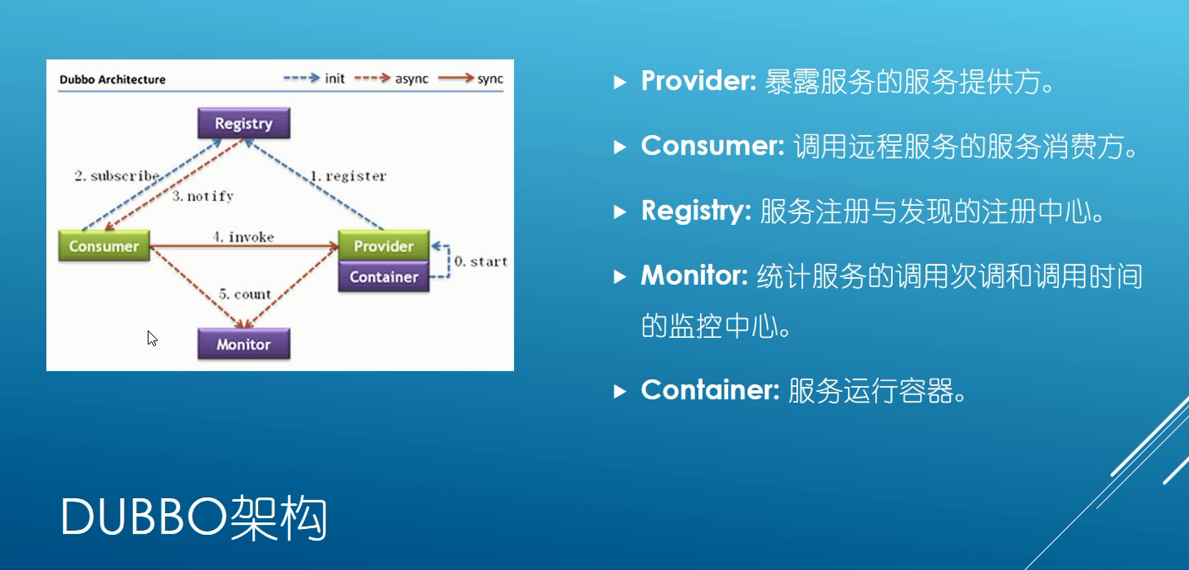 Dubbo Architecture
init
async
sync
Registry
2. subscribe
3. notify
1. register
Consumer
4. invoke
Provider
Container
0. start
5. count
Monitor
Provider: 暴露服务的服务提供方。
Consumer: 调用远程服务的服务消费方。
Registry: 服务注册与发现的注册中心。
Monitor: 统计服务的调用次调和调用时间
的监控中心。
Container: 服务运行容器。
DUBBO架构